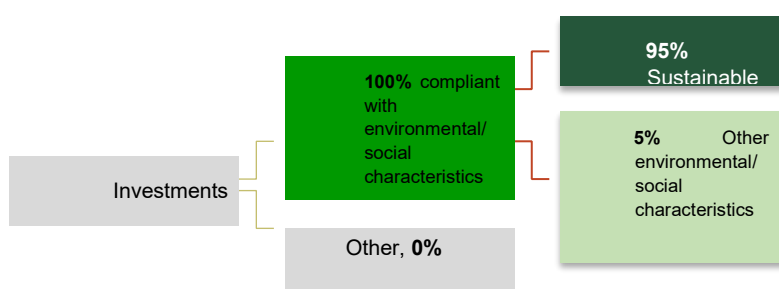 Investments
100% compliant
with
environmental/
social
characteristics
Other, 0%
95%
Sustainable
5% Other
environmental/
social
characteristics